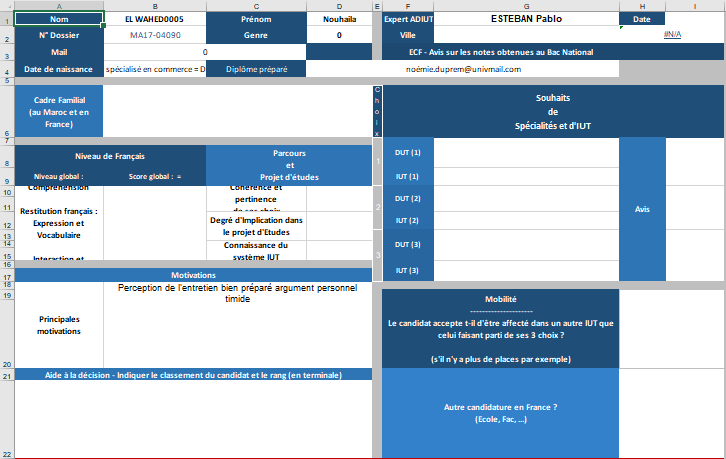 A B C D E F G H I
1 Nom EL WAHED0005 Prénom Nouhaila Expert ADIUT ESTEBAN Pablo Date
2 N° Dossier MA17-04090 Genre 0 Ville #N/A
3 Mail 0 ECF - Avis sur les notes obtenues au Bac National
4 Date de naissance spécialisé en commerce = D Diplôme préparé noémie.duprem@univmail.com
5
Cadre Familial
(au Maroc et en
France)
6
Choix
Souhaits
de
Spécialités et d'IUT
7
8 Niveau de Français
Parcours
et
Projet d'études
9 Niveau global : Score global : =
1 DUT (1)
IUT (1)
10 Compréhension
Cohérence et
pertinence
de ses choix
11 Restitution français :
2 DUT (2)
12 Expression et
Vocabulaire
Degré d'Implication dans
le projet d'Etudes
IUT (2)
Avis
13
14 Connaissance du
système IUT
3 DUT (3)
15 Interaction et
16
IUT (3)
17 Motivations
18
19 Perception de l'entretien bien préparé argument personnel
timide
Principales
motivations
20
Mobilité
--------------------
Le candidat accepte t-il d'être affecté dans un autre IUT que
celui faisant parti de ses 3 choix ?
(s'il n'y a plus de places par exemple)
21 Aide à la décision - Indiquer le classement du candidat et le rang (en terminale)
Autre candidature en France ?
(Ecole, Fac, ...)
22